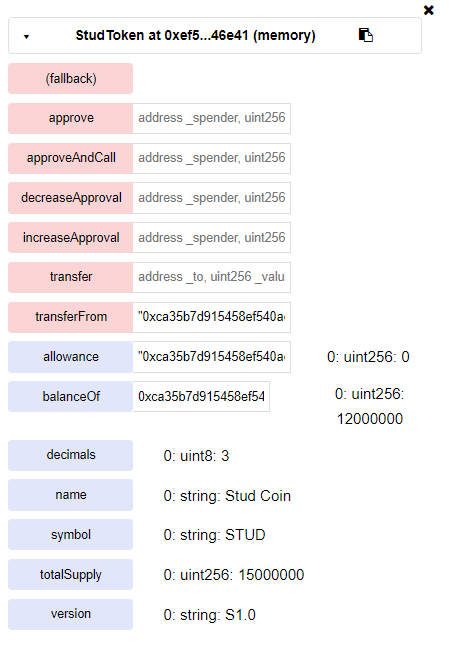 StudToken at 0xef5...46e41 (memory)
(fallback)
approve address _spender, uint256
approveAndCall address _spender, uint256
decreaseApproval address _spender, uint256
increaseApproval address _spender, uint256
transfer address _to, uint256 _valu
transferFrom "0xca35b7d915458ef540a
allowance "0xca35b7d915458ef540a 0: uint256: 0
balanceOf 0xca35b7d915458ef54 0: uint256:
12000000
decimals 0: uint8: 3
name 0: string: Stud Coin
symbol 0: string: STUD
totalSupply 0: uint256: 15000000
version 0: string: S1.0